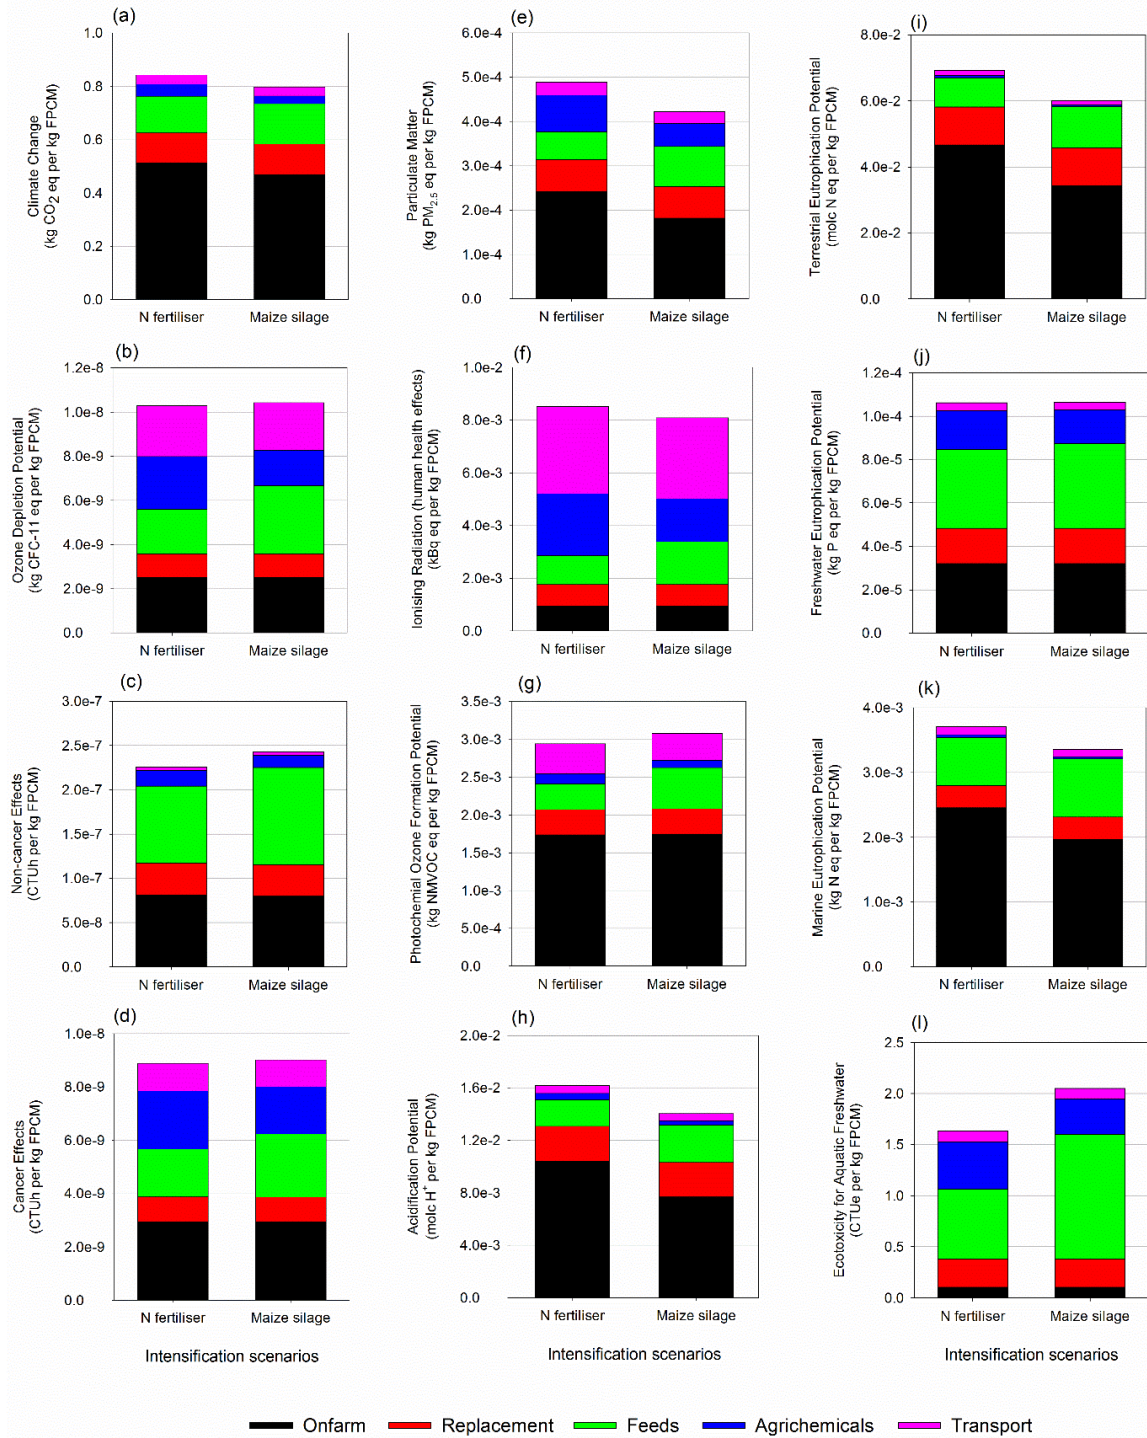 (a)
Climate Change
(kg CO2 eq per kg FPCM)
1.0
0.8
0.6
0.4
0.2
0.0
N fertiliser
Maize silage
(e)
Particulate Matter
(kg PM2.5 eq per kg FPCM)
6.0e-4
5.0e-4
4.0e-4
3.0e-4
2.0e-4
1.0e-4
0.0
N fertiliser
Maize silage
(i)
Terrestrial Eutrophication Potential
(molc N eq per kg FPCM)
8.0e-2
6.0e-2
4.0e-2
2.0e-2
0.0
N fertiliser
Maize silage
(b)
Ozone Depletion Potential
(kg CFC-11 eq per kg FPCM)
1.2e-8
1.0e-8
8.0e-9
6.0e-9
4.0e-9
2.0e-9
0.0
N fertiliser
Maize silage
(f)
Ionising Radiation (human health effects)
(kBq eq per kg FPCM)
1.0e-2
8.0e-3
6.0e-3
4.0e-3
2.0e-3
0.0
N fertiliser
Maize silage
(j)
Freshwater Eutrophication Potential
(kg P eq per kg FPCM)
1.2e-4
1.0e-4
8.0e-5
6.0e-5
4.0e-5
2.0e-5
0.0
N fertiliser
Maize silage
(c)
Non-cancer Effects
(CTUh per kg FPCM)
3.0e-7
2.5e-7
2.0e-7
1.5e-7
1.0e-7
5.0e-8
0.0
N fertiliser
Maize silage
(g)
Photochemial Ozone Formation Potential
(kg NMVOC eq per kg FPCM)
3.5e-3
3.0e-3
2.5e-3
2.0e-3
1.5e-3
1.0e-3
5.0e-4
0.0
N fertiliser
Maize silage
(k)
Marine Eutrophication Potential
(kg N eq per kg FPCM)
4.0e-3
3.0e-3
2.0e-3
1.0e-3
0.0
N fertiliser
Maize silage
(d)
Cancer Effects
(CTUh per kg FPCM)
1.0e-8
8.0e-9
6.0e-9
4.0e-9
2.0e-9
0.0
N fertiliser
Maize silage
Intensification scenarios
(h)
Acidification Potential
(molc H+ per kg FPCM)
2.0e-2
1.6e-2
1.2e-2
8.0e-3
4.0e-3
0.0
N fertiliser
Maize silage
Intensification scenarios
(l)
Ecotoxicity for Aquatic Freshwater
(CTUe per kg FPCM)
2.5
2.0
1.5
1.0
0.5
0.0
N fertiliser
Maize silage
Intensification scenarios
Onfarm
Replacement
Feeds
Agrichemicals
Transport